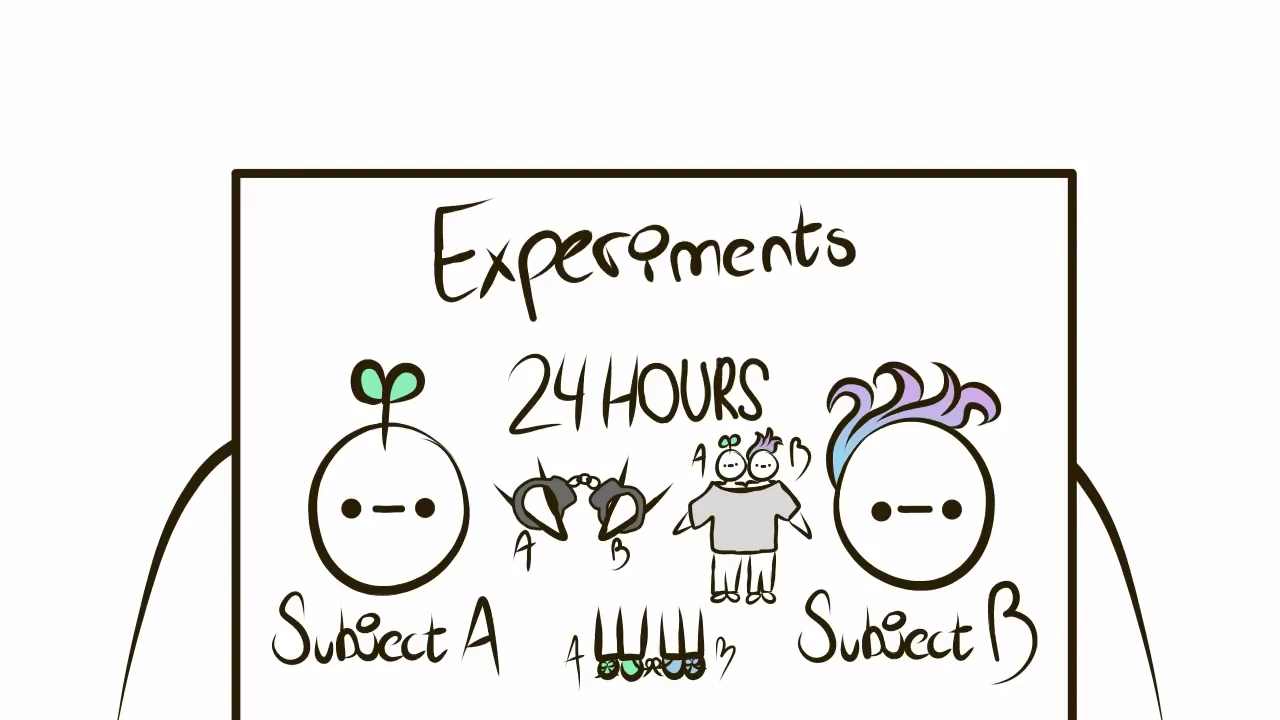 Experiments
24 HOURS
A B
A B
Subject A
Subject B
A B